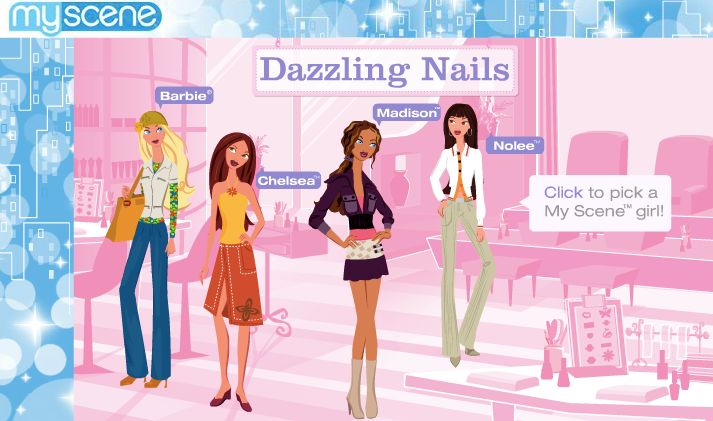 myscene
Dazzling Nails
Barbie®
Chelsea™
Madison™
Nolee™
Click to pick a
My Scene™ girl!